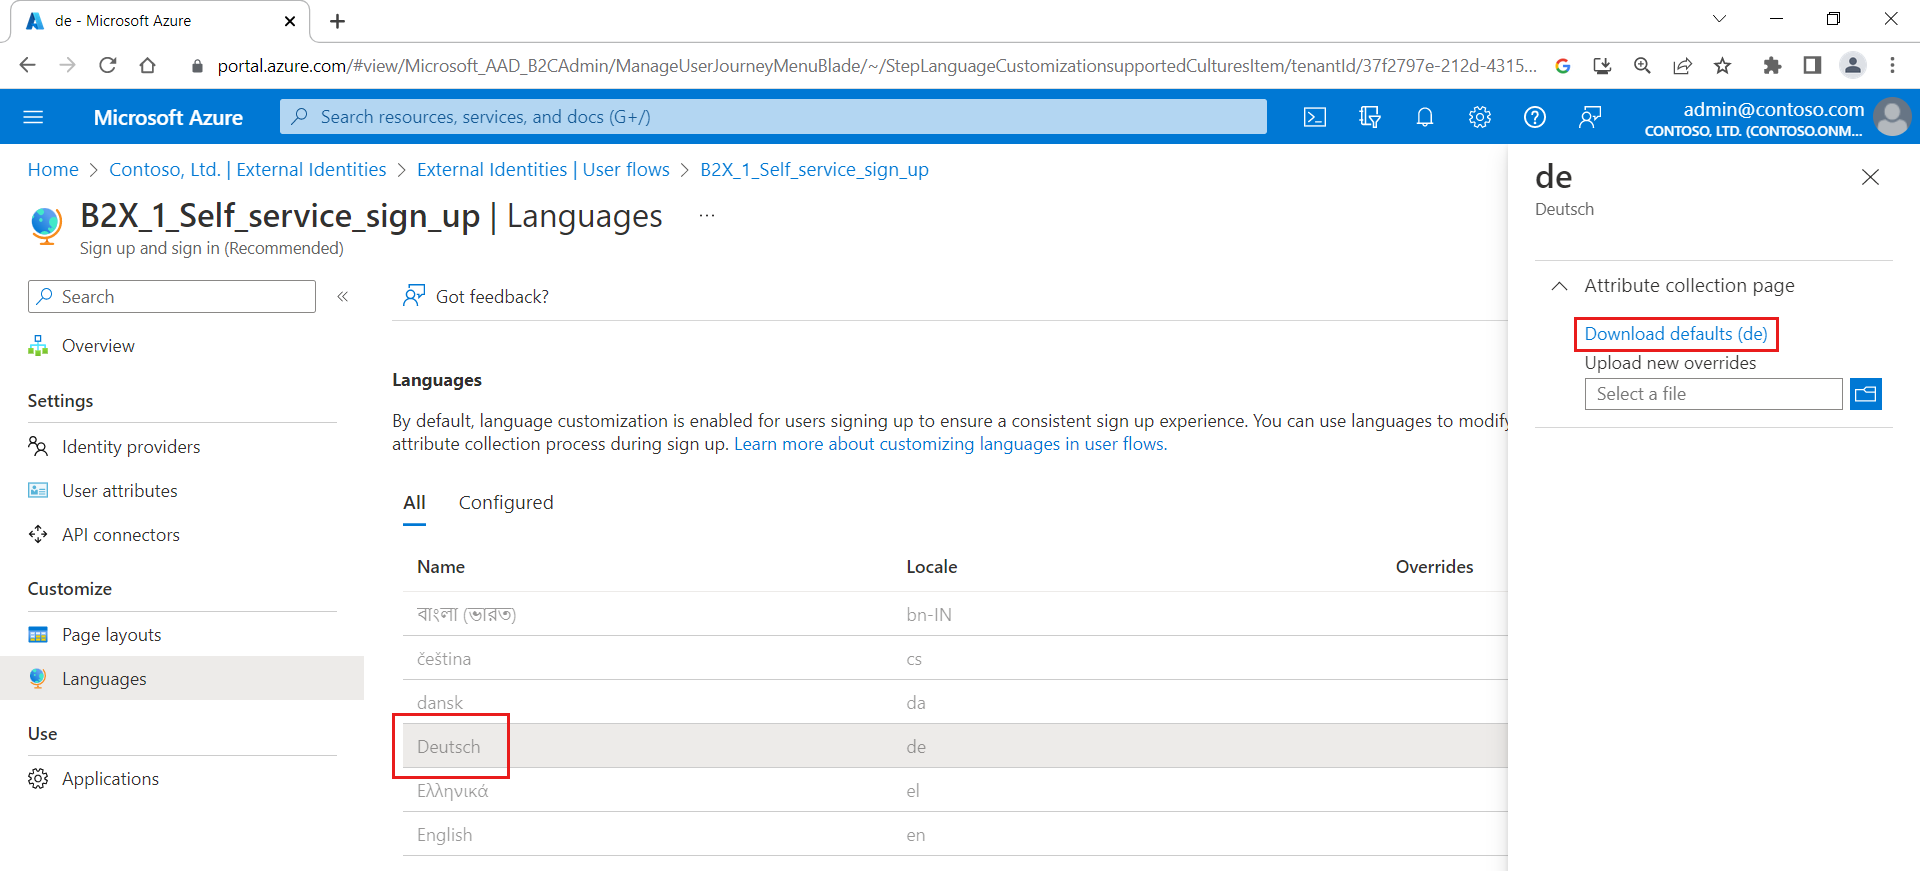 de - Microsoft Azure
portal.azure.com/#view/Microsoft_AAD_B2CAdmin/ManageUserJourneyMenuBlade/~/StepLanguageCustomizationsupportedCulturesItem/tenantId/37f2797e-212d-4315...
Microsoft Azure
Search resources, services, and docs (G+/)
admin@contoso.com
CONTOSO, LTD. (CONTOSO.ONM...
Home > Contoso, Ltd. | External Identities > External Identities | User flows > B2X_1_Self_service_sign_up
B2X_1_Self_service_sign_up | Languages ...
Sign up and sign in (Recommended)
Search
Overview
Settings
Identity providers
User attributes
API connectors
Customize
Page layouts
Languages
Use
Applications
Got feedback?
Languages
By default, language customization is enabled for users signing up to ensure a consistent sign up experience. You can use languages to modify
attribute collection process during sign up. Learn more about customizing languages in user flows.
All Configured
Name Locale Overrides
বাংলা (ভারত) bn-IN
čeština cs
dansk da
Deutsch de
Ελληνικά el
English en
de
Deutsch
Attribute collection page
Download defaults (de)
Upload new overrides
Select a file